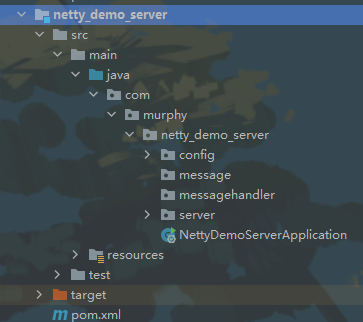 netty_demo_server
src
main
java
com
murphy
netty_demo_server
config
message
messagehandler
server
NettyDemoServerApplication
resources
test
target
pom.xml